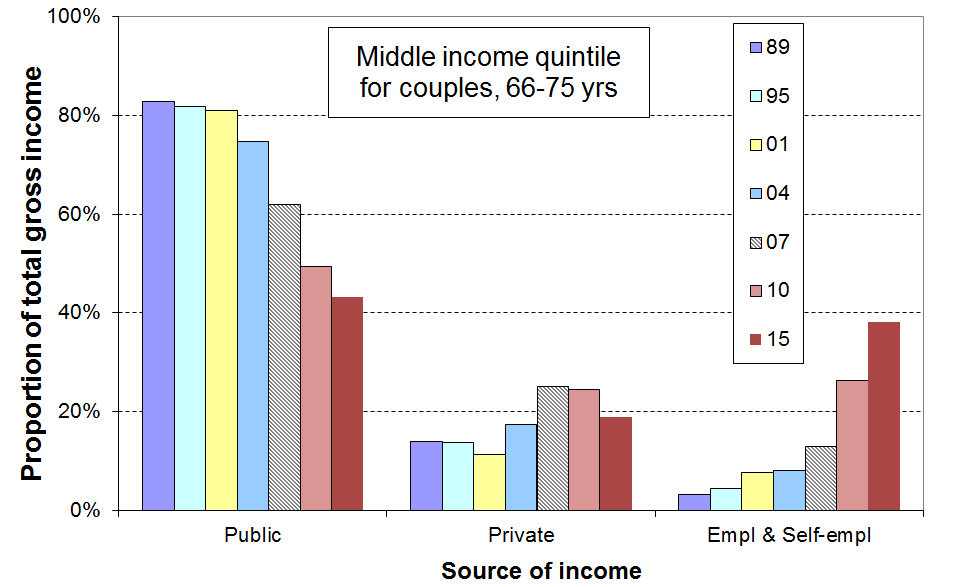 100%
80%
60%
40%
20%
0%
Proportion of total gross income
Middle income quintile
for couples, 66-75 yrs
89
95
01
04
07
10
15
Public
Private
Empl & Self-empl
Source of income